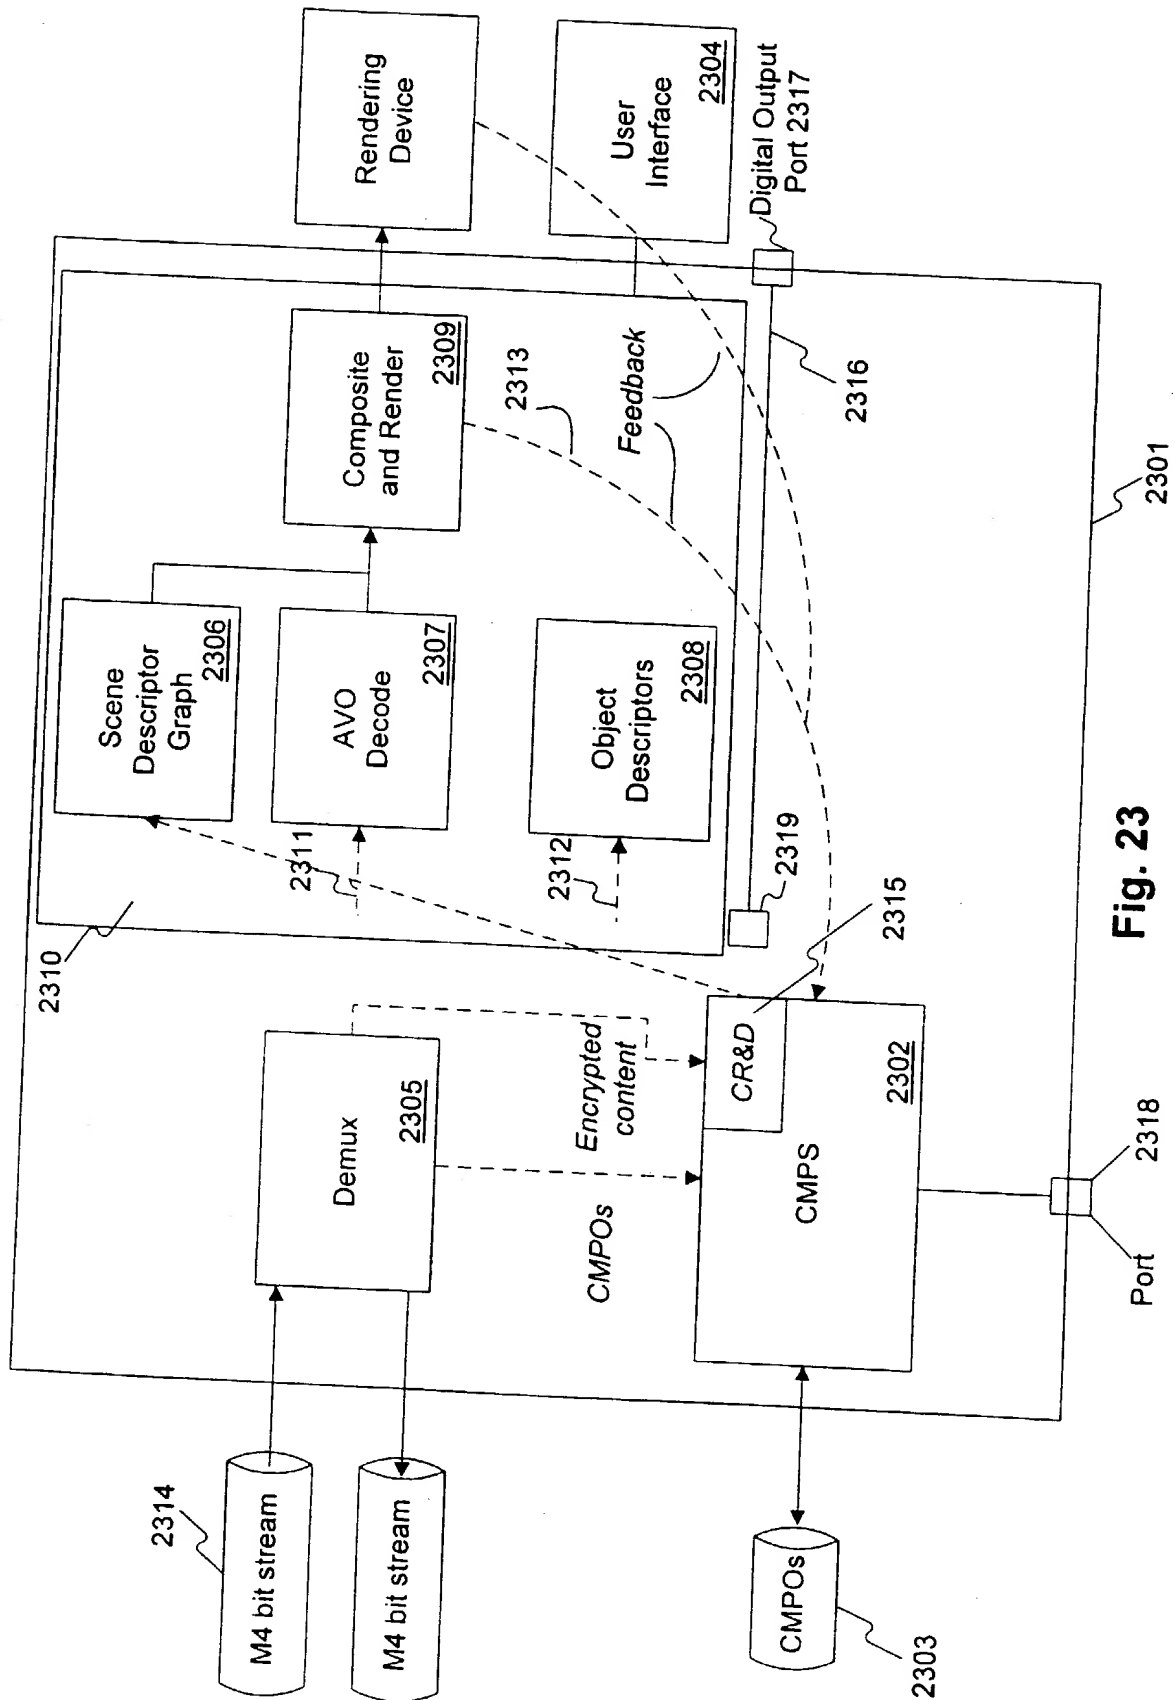 M4 bit stream
2314
M4 bit stream
CMPOs
2303
Demux
2305
CMPOs
Encrypted
content
CR&D
CMPS
2302
2315
Port
2318
2310
Scene
Descriptor
Graph
2306
2311
AVO
Decode
2307
2312
Object
Descriptors
2308
2319
Composite
and Render
2309
2313
Feedback
2316
2301
Rendering
Device
User
Interface
2304
Digital Output
Port 2317
Fig. 23